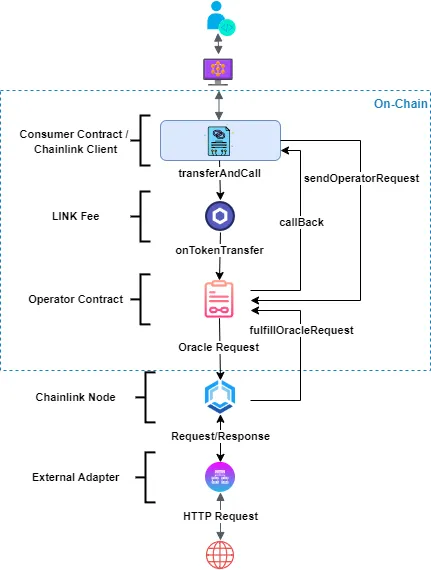 On-Chain
Consumer Contract /
Chainlink Client
transferAndCall
sendOperatorRequest
LINK Fee
callBack
onTokenTransfer
Operator Contract
fulfillOracleRequest
Oracle Request
Chainlink Node
Request/Response
External Adapter
HTTP Request